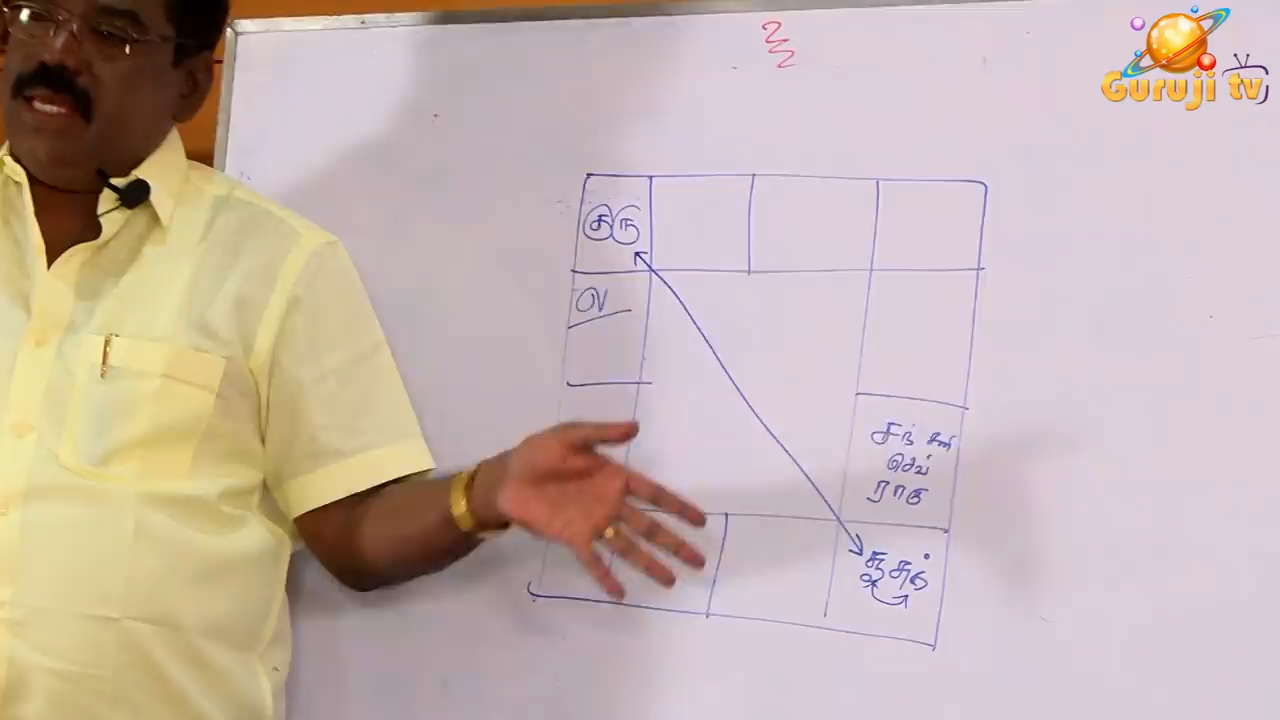 Guruji tv
குரு
ல
சந் சனி
செவ்
ராகு